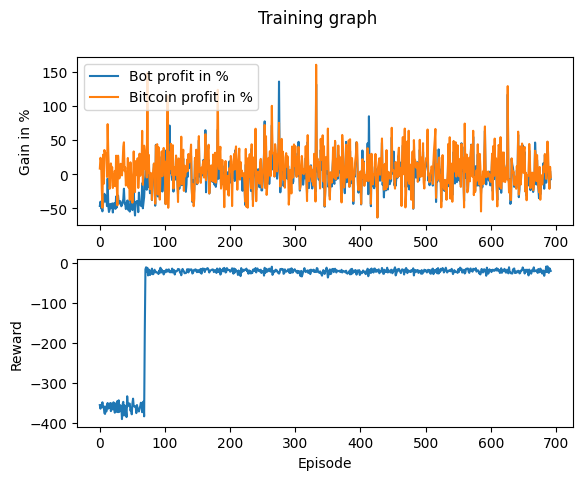 Training graph
Bot profit in %
Bitcoin profit in %
Gain in %
150
100
50
0
−50
0 100 200 300 400 500 600 700
Reward
0
−100
−200
−300
−400
0 100 200 300 400 500 600 700
Episode